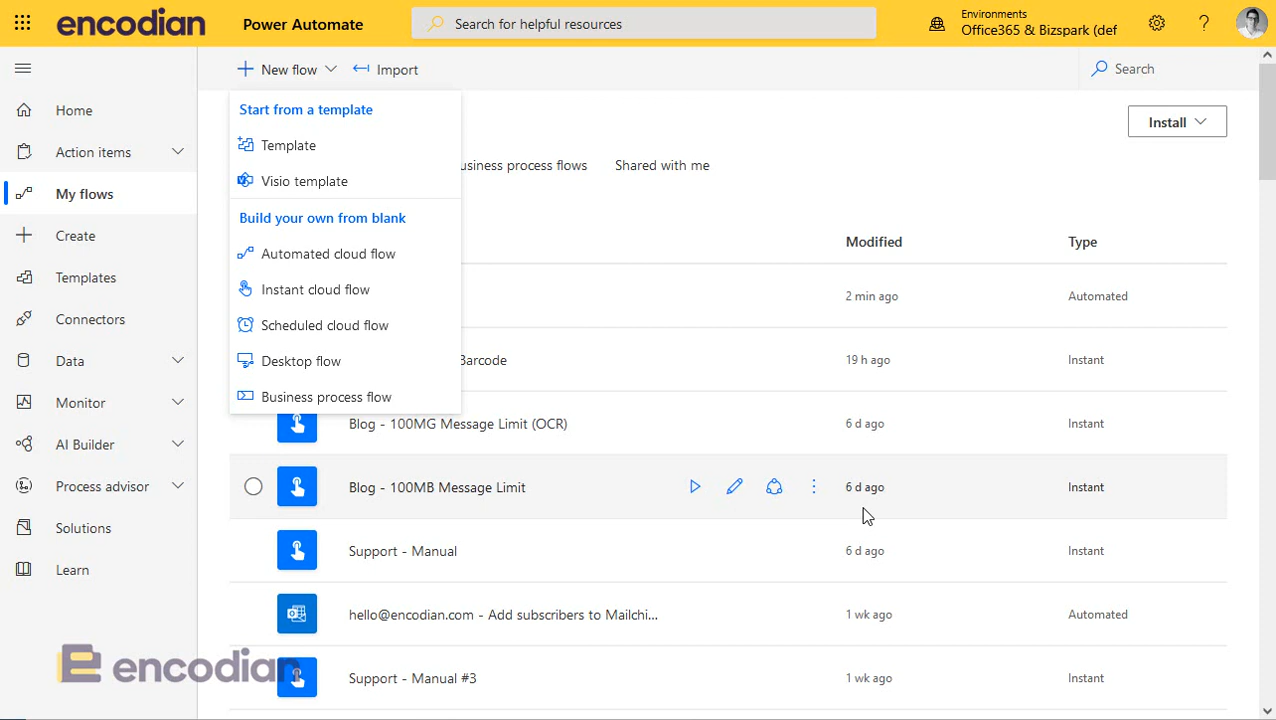 encodian
Power Automate
Search for helpful resources
Environments
Office365 & Bizspark (def
?
New flow
Import
Search
Home
Action items
My flows
Create
Templates
Connectors
Data
Monitor
AI Builder
Process advisor
Solutions
Learn
Start from a template
Template
Visio template
Build your own from blank
Automated cloud flow
Instant cloud flow
Scheduled cloud flow
Desktop flow
Business process flow
Install
usiness process flows
Shared with me
Modified
Type
2 min ago
Automated
Barcode
19 h ago
Instant
Blog - 100MG Message Limit (OCR)
6 d ago
Instant
Blog - 100MB Message Limit
6 d ago
Instant
Support - Manual
6 d ago
Instant
hello@encodian.com - Add subscribers to Mailchi...
1 wk ago
Automated
Support - Manual #3
1 wk ago
Instant
encodian